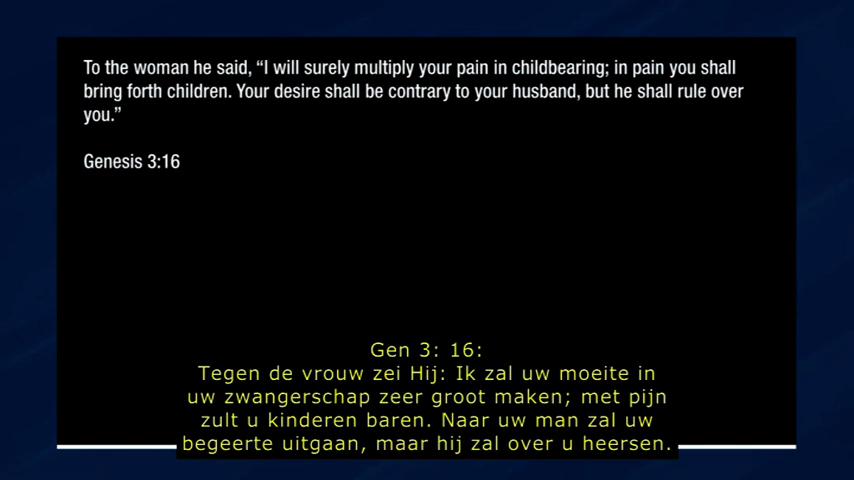 To the woman he said, “I will surely multiply your pain in childbearing; in pain you shall
bring forth children. Your desire shall be contrary to your husband, but he shall rule over
you.”
Genesis 3:16
Gen 3: 16:
Tegen de vrouw zei Hij: Ik zal uw moeite in
uw zwangerschap zeer groot maken; met pijn
zult u kinderen baren. Naar uw man zal uw
begeerte uitgaan, maar hij zal over u heersen.